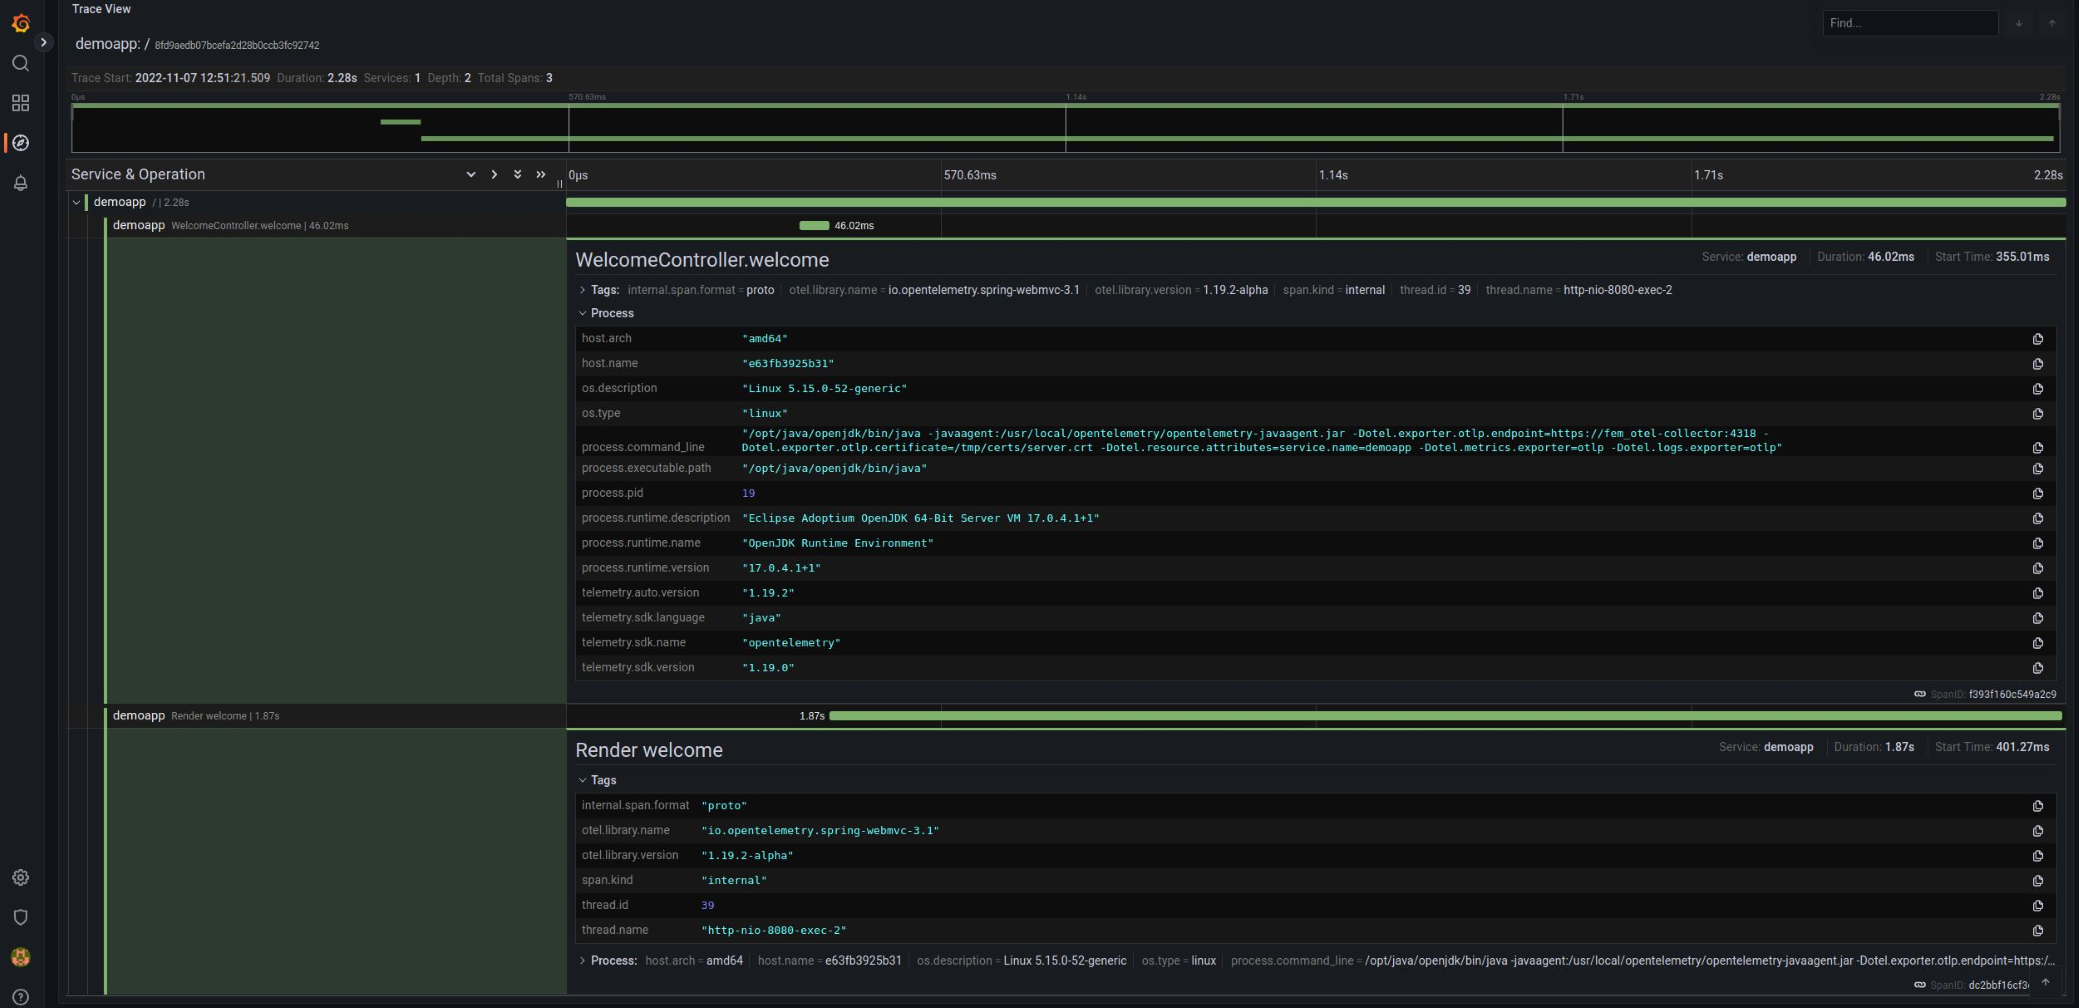 Trace View
Find...
demoapp: / 8fd9aedb07bcefa2d28b0ccb3fc92742
Trace Start: 2022-11-07 12:51:21.509 Duration: 2.28s Services: 1 Depth: 2 Total Spans: 3
0μs 570.63ms 1.14s 1.71s 2.28s
Service & Operation 0μs 570.63ms 1.14s 1.71s 2.28s
demoapp / | 2.28s
demoapp WelcomeController.welcome | 46.02ms 46.02ms
WelcomeController.welcome Service: demoapp Duration: 46.02ms Start Time: 355.01ms
Tags: internal.span.format = proto otel.library.name = io.opentelemetry.spring-webmvc-3.1 otel.library.version = 1.19.2-alpha span.kind = internal thread.id = 39 thread.name = http-nio-8080-exec-2
Process
host.arch "amd64"
host.name "e63fb3925b31"
os.description "Linux 5.15.0-52-generic"
os.type "linux"
process.command_line "/opt/java/openjdk/bin/java -javaagent:/usr/local/opentelemetry/opentelemetry-javaagent.jar -Dotel.exporter.otlp.endpoint=https://fem_otel-collector:4318 -
Dotel.exporter.otlp.certificate=/tmp/certs/server.crt -Dotel.resource.attributes=service.name=demoapp -Dotel.metrics.exporter=otlp -Dotel.logs.exporter=otlp"
process.executable.path "/opt/java/openjdk/bin/java"
process.pid 19
process.runtime.description "Eclipse Adoptium OpenJDK 64-Bit Server VM 17.0.4.1+1"
process.runtime.name "OpenJDK Runtime Environment"
process.runtime.version "17.0.4.1+1"
telemetry.auto.version "1.19.2"
telemetry.sdk.language "java"
telemetry.sdk.name "opentelemetry"
telemetry.sdk.version "1.19.0"
SpanID: f393f160c549a2c9
demoapp Render welcome | 1.87s 1.87s
Render welcome Service: demoapp Duration: 1.87s Start Time: 401.27ms
Tags
internal.span.format "proto"
otel.library.name "io.opentelemetry.spring-webmvc-3.1"
otel.library.version "1.19.2-alpha"
span.kind "internal"
thread.id 39
thread.name "http-nio-8080-exec-2"
Process: host.arch = amd64 host.name = e63fb3925b31 os.description = Linux 5.15.0-52-generic os.type = linux process.command_line = /opt/java/openjdk/bin/java -javaagent:/usr/local/opentelemetry/opentelemetry-javaagent.jar -Dotel.exporter.otlp.endpoint=https:/...
SpanID: